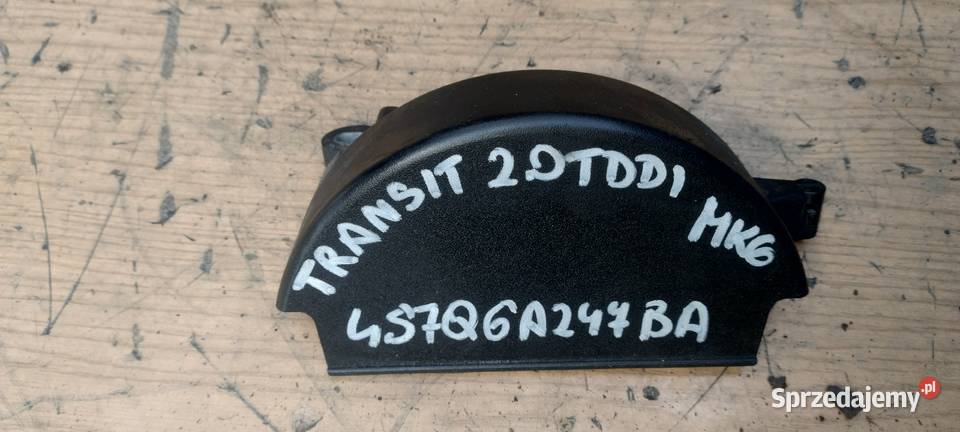 TRANSIT 2.0TDDI MK6
4S7Q6A247BA
Sprzedajemy.pl